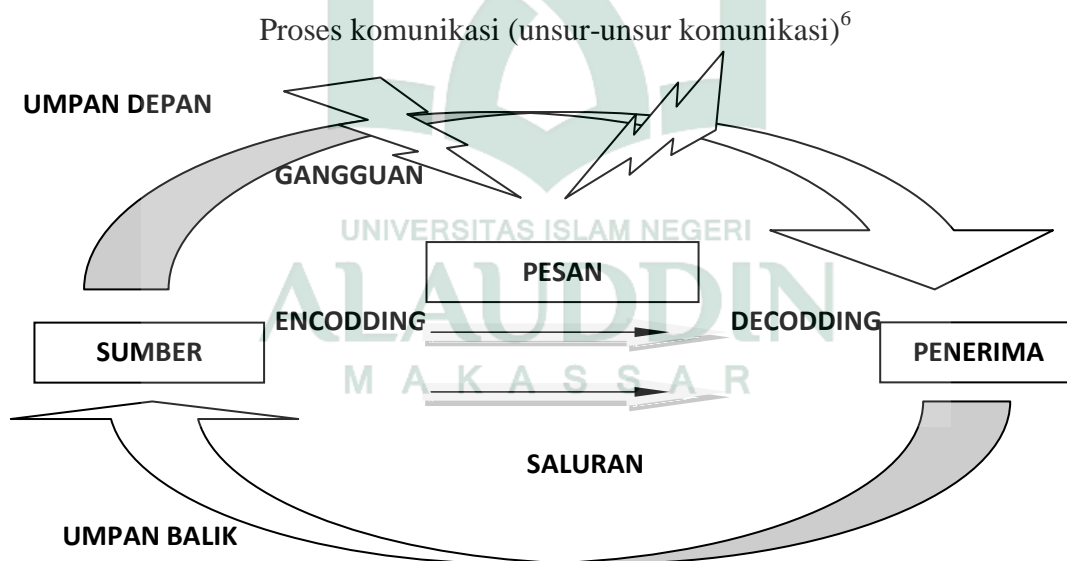 Proses komunikasi (unsur-unsur komunikasi)6
UMPAN DEPAN
GANGGUAN
UNIVERSITAS ISLAM NEGERI
PESAN
ALAUDDIN
ENCODDING
DECODDING
SUMBER
PENERIMA
MAKASSAR
SALURAN
UMPAN BALIK